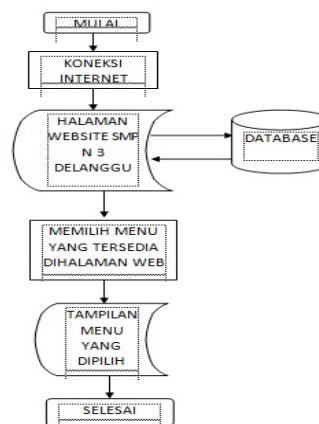 MULAI
KONEKSI
INTERNET
HALAMAN
WEBSITE SMP
N 3
DELANGGU
DATABASE
MEMILIH MENU
YANG TERSEDIA
DIHALAMAN WEB
TAMPILAN
MENU
YANG
DIPILIH
SELESAI